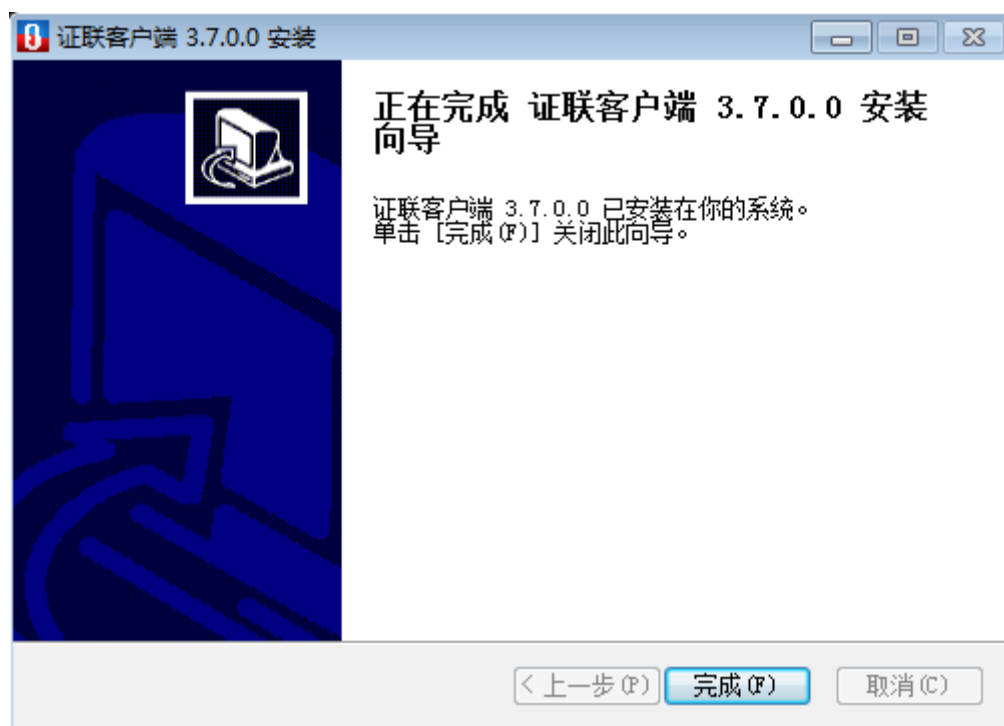 证联客户端 3.7.0.0 安装
正在完成 证联客户端 3.7.0.0 安装
向导
证联客户端 3.7.0.0 已安装在你的系统。
单击 [完成(F)] 关闭此向导。
< 上一步(P)
完成(F)
取消(C)